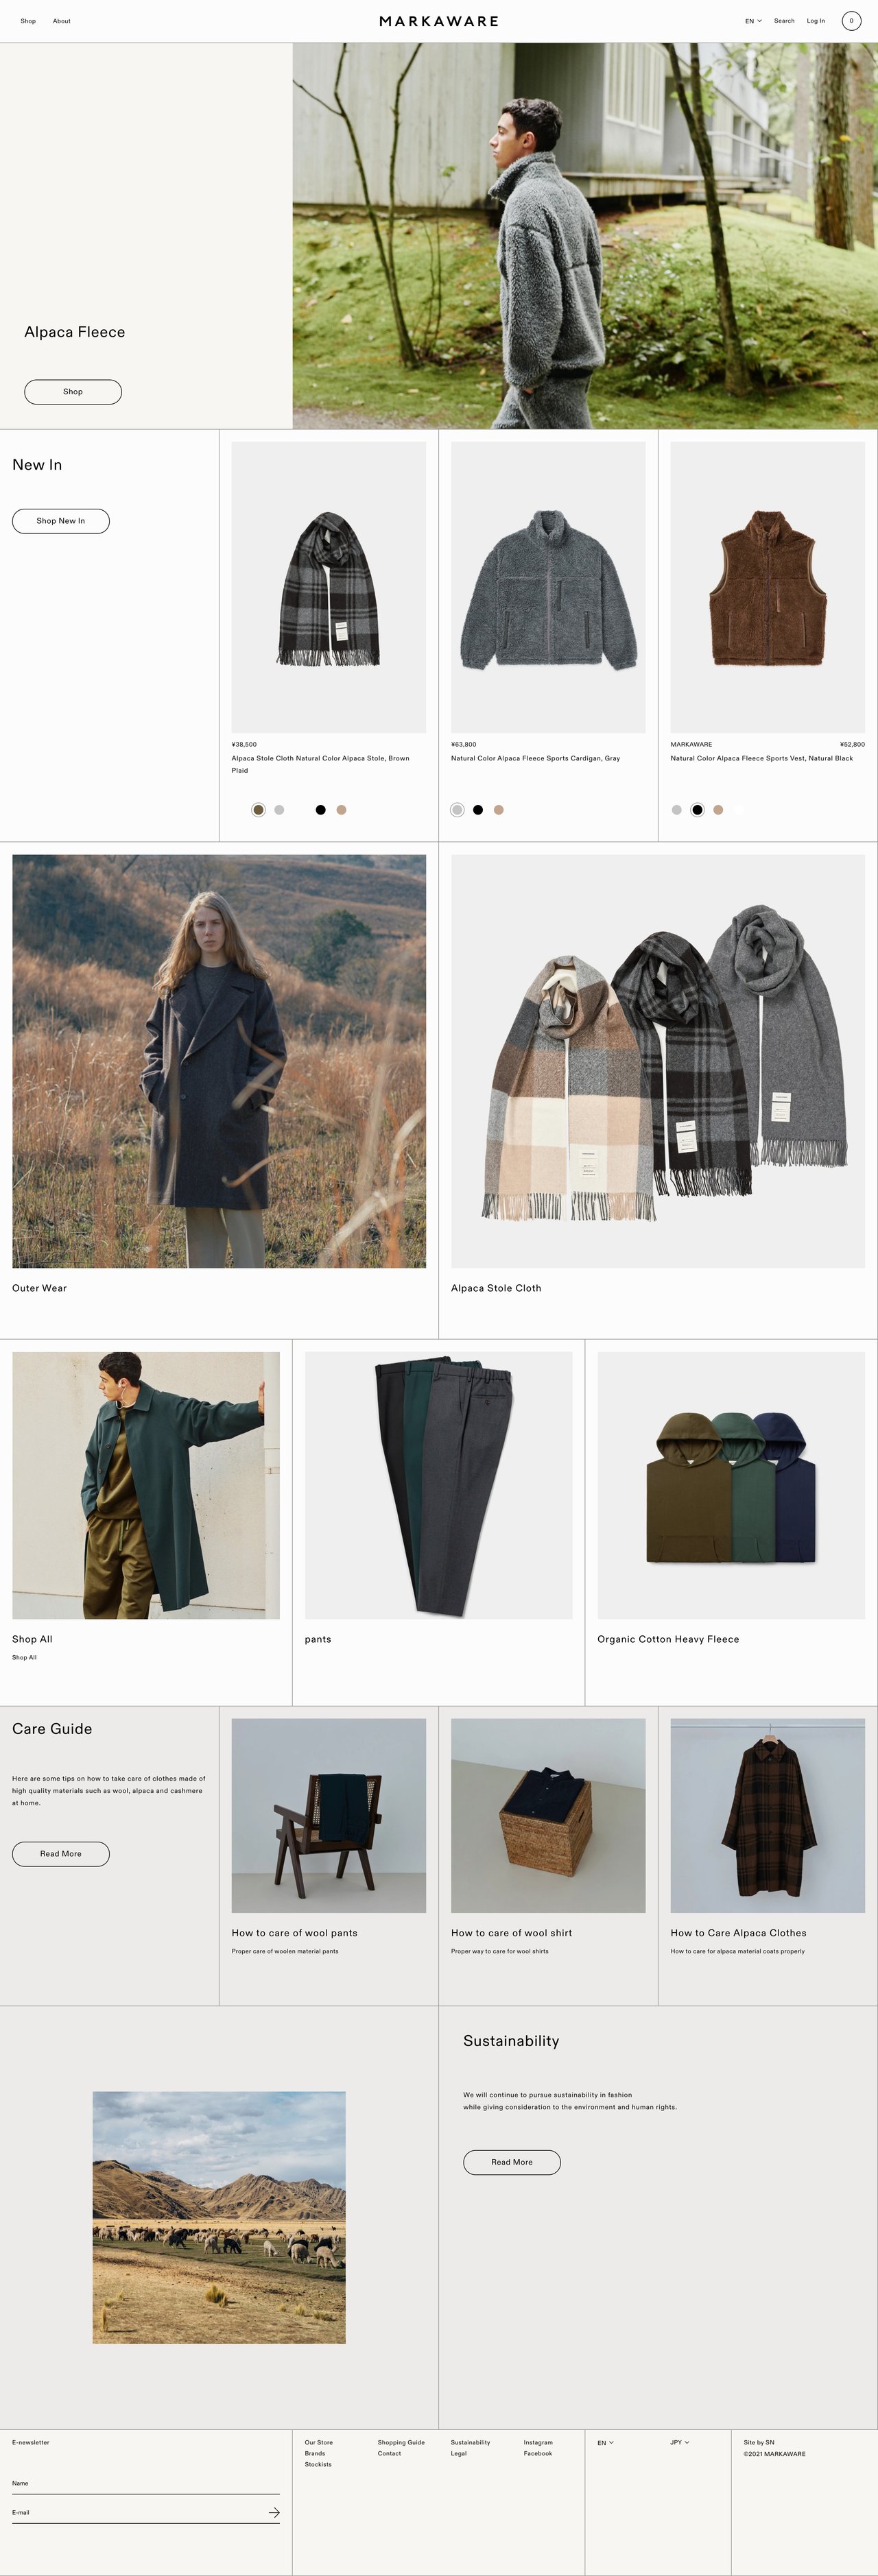 Shop
About
MARKAWARE
EN
Search
Log In
0
Alpaca Fleece
Shop
New In
Shop New In
¥38,500
Alpaca Stole Cloth Natural Color Alpaca Stole, Brown
Plaid
¥63,800
Natural Color Alpaca Fleece Sports Cardigan, Gray
MARKAWARE
¥52,800
Natural Color Alpaca Fleece Sports Vest, Natural Black
Outer Wear
Alpaca Stole Cloth
Shop All
Shop All
pants
Organic Cotton Heavy Fleece
Care Guide
Here are some tips on how to take care of clothes made of
high quality materials such as wool, alpaca and cashmere
at home.
Read More
How to care of wool pants
Proper care of woolen material pants
How to care of wool shirt
Proper way to care for wool shirts
How to Care Alpaca Clothes
How to care for alpaca material coats properly
Sustainability
We will continue to pursue sustainability in fashion
while giving consideration to the environment and human rights.
Read More
E-newsletter
Name
E-mail
Our Store
Brands
Stockists
Shopping Guide
Contact
Sustainability
Legal
Instagram
Facebook
EN
JPY
Site by SN
©2021 MARKAWARE